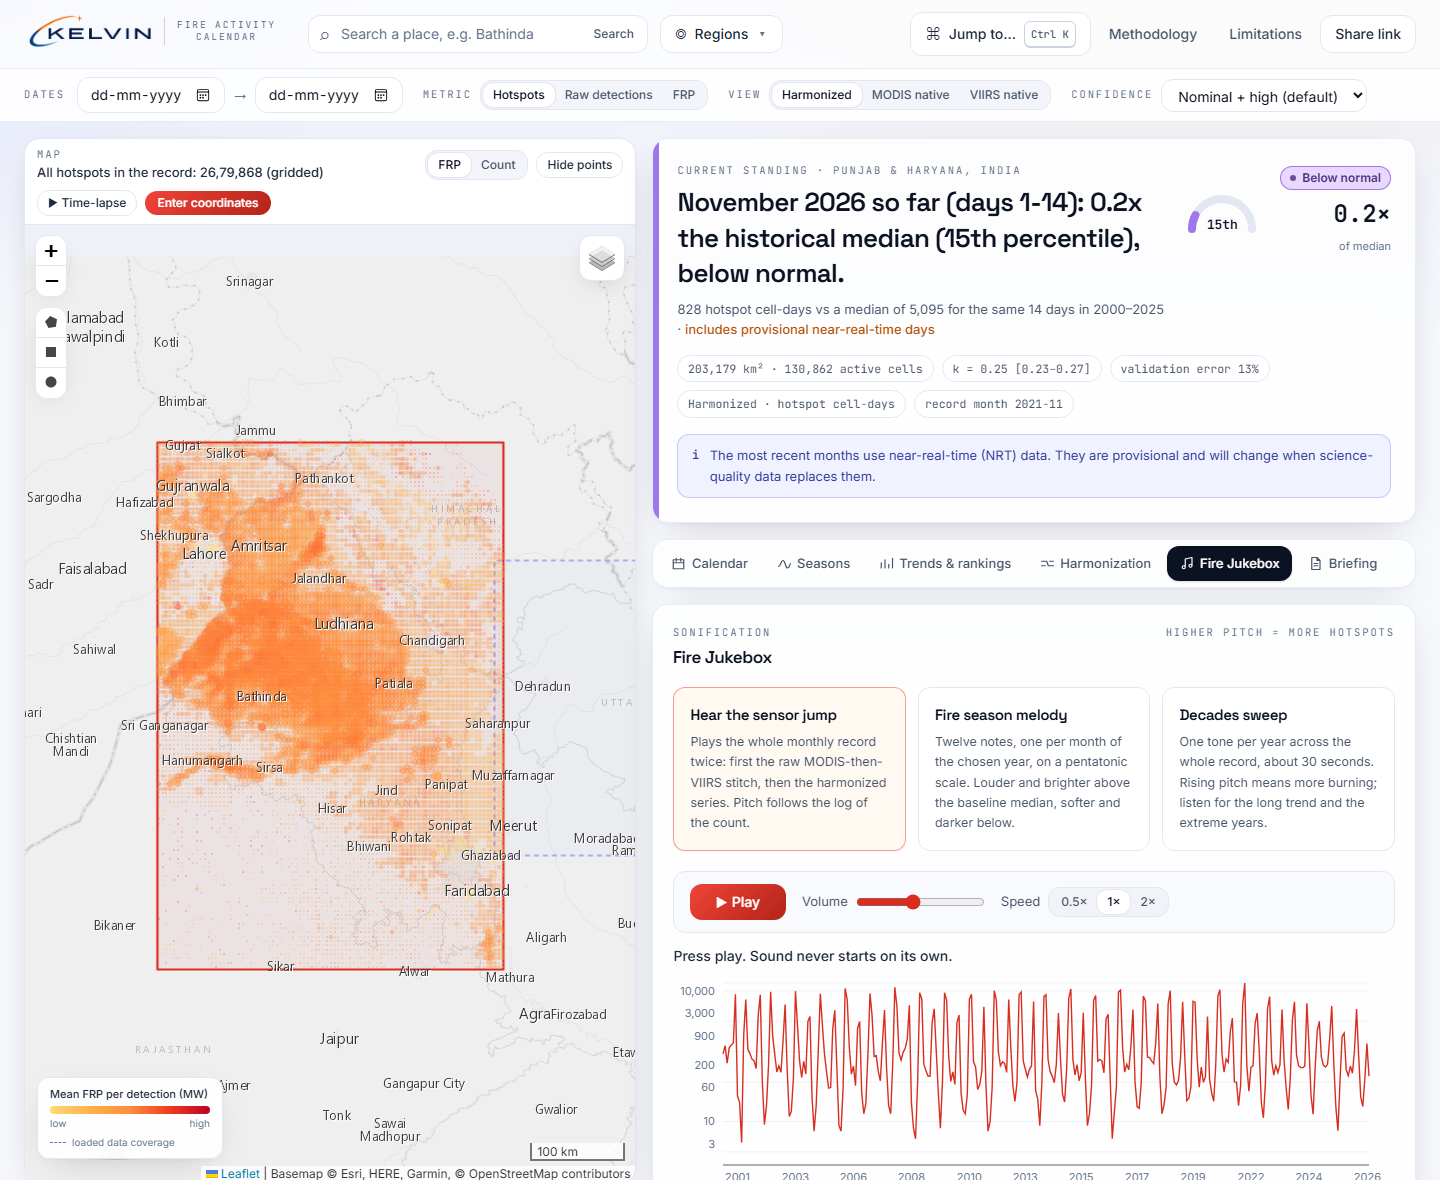 KELVIN
FIRE ACTIVITY
CALENDAR
Search a place, e.g. Bathinda
Search
Regions
Jump to... Ctrl K
Methodology
Limitations
Share link
DATES
dd-mm-yyyy
→
dd-mm-yyyy
METRIC
Hotspots
Raw detections
FRP
VIEW
Harmonized
MODIS native
VIIRS native
CONFIDENCE
Nominal + high (default)
MAP
All hotspots in the record: 26,79,868 (gridded)
FRP
Count
Hide points
Time-lapse
Enter coordinates
+
−
Srinagar
lamabad
awalpindi
Kotli
Bhimbar
Jammu
Gujrat
Sialkot
Pathankot
Gujranwala
Sargodha
Hafizabad
HIMACHAL
PRADESH
Shekhupura
Lahore
Amritsar
Faisalabad
Jalandhar
Sadr
Ludhiana
Chandigarh
Sahiwal
Patiala
Dehradun
Bathinda
UTTA
ari
Sri Ganganagar
Saharanpur
Chishtian
Mandi
Hanumangarh
Sirsa
Muzaffarnagar
Panipat
Jind
HARYANA
Hisar
Sonipat
Meerut
Rohtak
Moradabad
Ram
Bhiwani
Ghaziabad
Faridabad
Bikaner
Bu
Aligarh
Sikar
Alwar
Mathura
Agra
Firozabad
Jaipur
RAJASTHAN
Etaw
Ajmer
Gangapur City
Gwalior
Tonk
Sawai
Madhopur
Mean FRP per detection (MW)
low
high
loaded data coverage
100 km
Leaflet | Basemap © Esri, HERE, Garmin, © OpenStreetMap contributors
CURRENT STANDING · PUNJAB & HARYANA, INDIA
November 2026 so far (days 1-14): 0.2x
the historical median (15th percentile),
below normal.
15th
Below normal
0.2×
of median
828 hotspot cell-days vs a median of 5,095 for the same 14 days in 2000–2025
· includes provisional near-real-time days
203,179 km² · 130,862 active cells
k = 0.25 [0.23–0.27]
validation error 13%
Harmonized · hotspot cell-days
record month 2021-11
i
The most recent months use near-real-time (NRT) data. They are provisional and will change when science-
quality data replaces them.
Calendar
Seasons
Trends & rankings
Harmonization
Fire Jukebox
Briefing
SONIFICATION
HIGHER PITCH = MORE HOTSPOTS
Fire Jukebox
Hear the sensor jump
Plays the whole monthly record
twice: first the raw MODIS-then-
VIIRS stitch, then the harmonized
series. Pitch follows the log of
the count.
Fire season melody
Twelve notes, one per month of
the chosen year, on a pentatonic
scale. Louder and brighter above
the baseline median, softer and
darker below.
Decades sweep
One tone per year across the
whole record, about 30 seconds.
Rising pitch means more burning;
listen for the long trend and the
extreme years.
Play
Volume
Speed
0.5×
1×
2×
Press play. Sound never starts on its own.
10,000
3,000
900
200
60
10
3
2001
2003
2006
2008
2010
2013
2015
2017
2019
2022
2024
2026